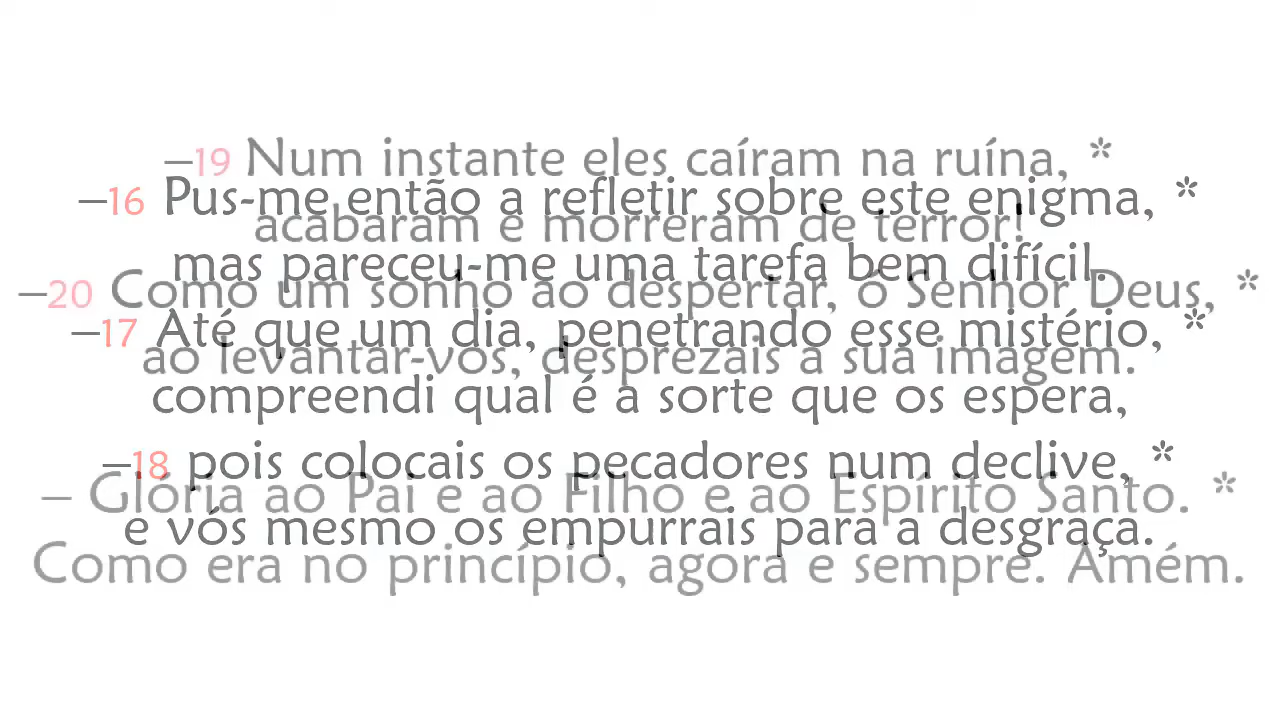 –16 Pus-me então a refletir sobre este enigma, *
mas pareceu-me uma tarefa bem difícil.
–17 Até que um dia, penetrando esse mistério, *
compreendi qual é a sorte que os espera,
–18 pois colocais os pecadores num declive, *
e vós mesmo os empurrais para a desgraça.
–19 Num instante eles caíram na ruína, *
acabaram e morreram de terror!
–20 Como um sonho ao despertar, ó Senhor Deus, *
ao levantar-vos, desprezais a sua imagem.
– Glória ao Pai e ao Filho e ao Espírito Santo. *
Como era no princípio, agora e sempre. Amém.